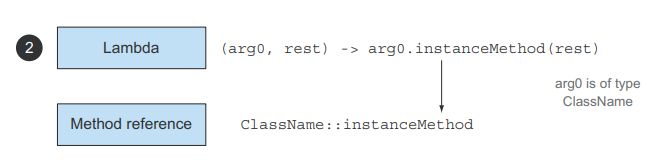 2
Lambda
(arg0, rest) -> arg0.instanceMethod(rest)
arg0 is of type
ClassName
Method reference
ClassName::instanceMethod